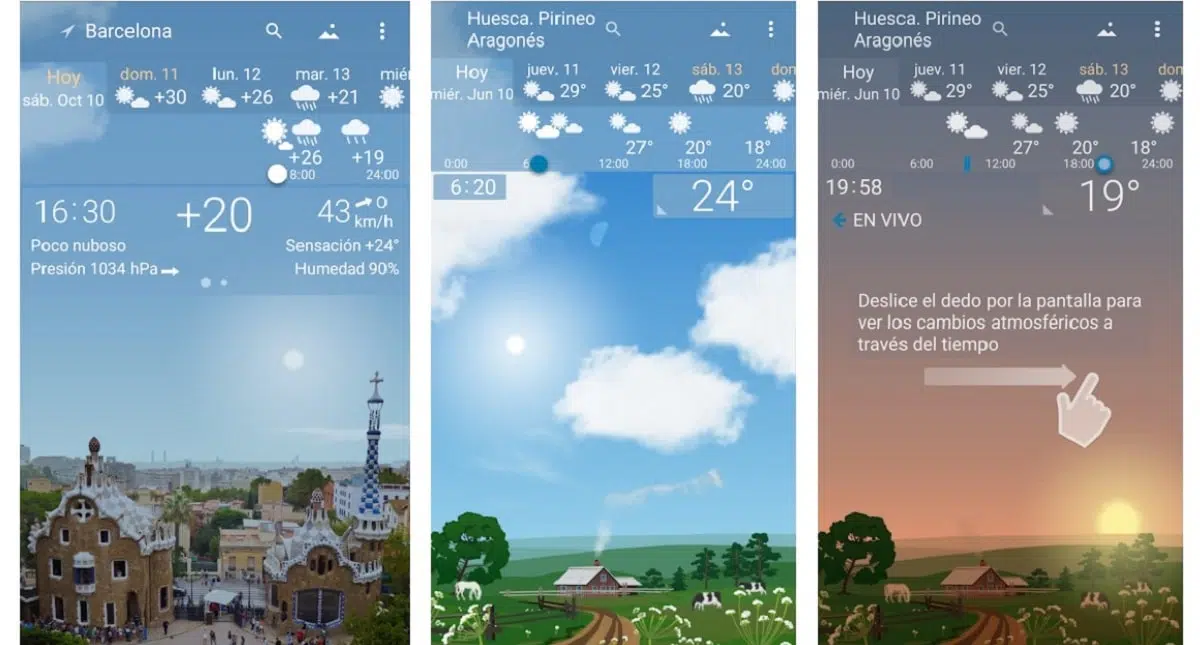 Barcelona
Hoy
sáb. Oct 10
dom. 11
+30
lun. 12
+26
mar. 13
+21
miér
+26
+19
8:00
24:00
16:30
+20
43
O
km/h
Poco nuboso
Sensación +24°
Presión 1034 hPa
Humedad 90%
Huesca. Pirineo
Aragonés
Hoy
miér. Jun 10
juev. 11
29°
vier. 12
25°
sáb. 13
20°
dom
27°
20°
18°
0:00
6
12:00
18:00
24:00
6:20
24°
Huesca. Pirineo
Aragonés
Hoy
miér. Jun 10
juev. 11
29°
vier. 12
25°
sáb. 13
20°
dom
27°
20°
18°
0:00
6:00
12:00
18:00
24:00
19:58
19°
EN VIVO
Deslice el dedo por la pantalla para
ver los cambios atmosféricos a
través del tiempo